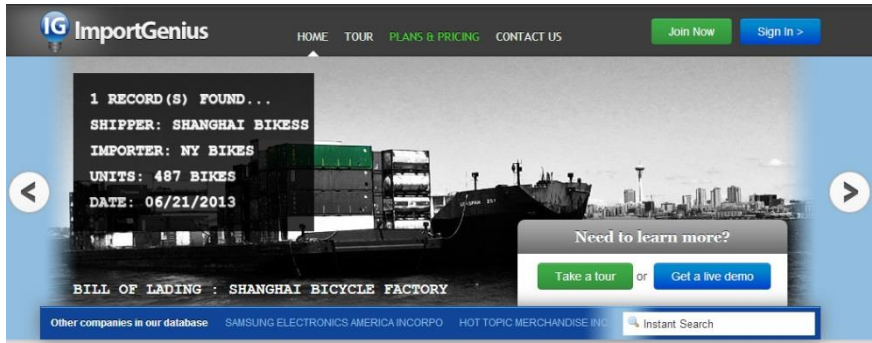 IG ImportGenius
HOME TOUR PLANS & PRICING CONTACT US
Join Now Sign In >
1 RECORD(S) FOUND...
SHIPPER: SHANGHAI BIKESS
IMPORTER: NY BIKES
UNITS: 487 BIKES
DATE: 06/21/2013
< >
Need to learn more?
Take a tour or Get a live demo
BILL OF LADING : SHANGHAI BICYCLE FACTORY
Other companies in our database SAMSUNG ELECTRONICS AMERICA INCORPO HOT TOPIC MERCHANDISE INC Instant Search